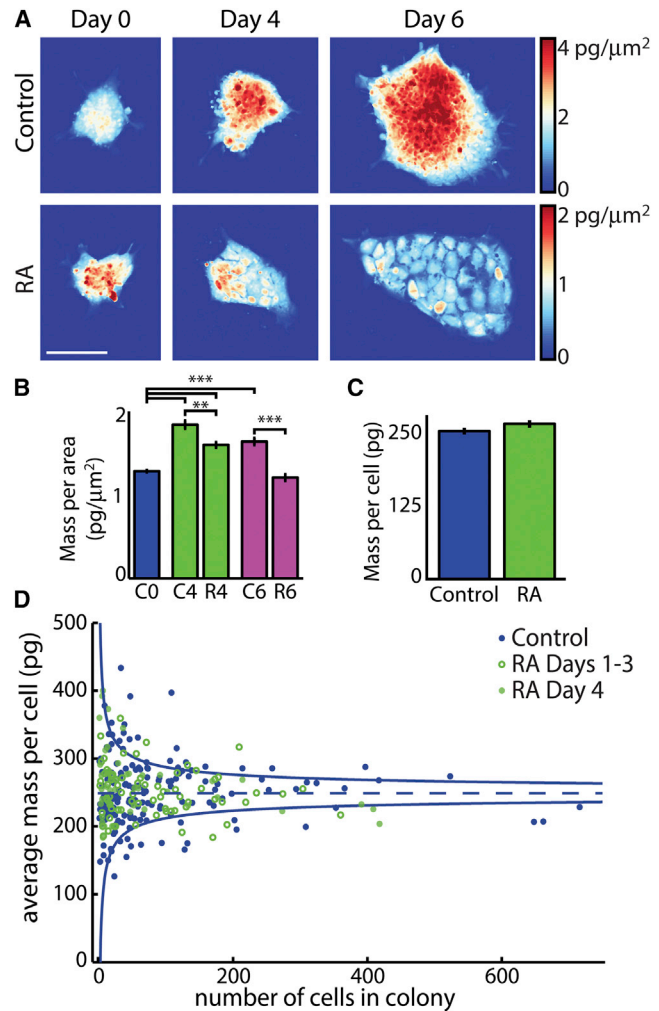 A
Day 0 Day 4 Day 6
Control
4 pg/μm²
2
0
RA
2 pg/μm²
1
0
B
***
**
***
Mass per area
(pg/μm²)
2
1
0
C0 C4 R4 C6 R6
C
Mass per cell (pg)
250
125
0
Control RA
D
average mass per cell (pg)
500
400
300
200
100
0
Control
RA Days 1-3
RA Day 4
0 200 400 600
number of cells in colony